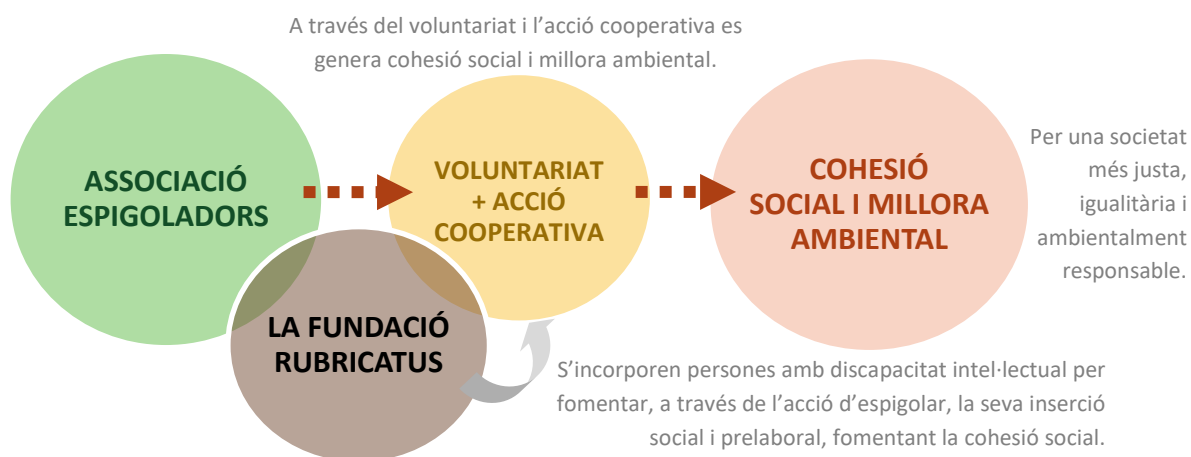 A través del voluntariat i l’acció cooperativa es
genera cohesió social i millora ambiental.
ASSOCIACIÓ
ESPIGOLADORS
VOLUNTARIAT
+ ACCIÓ
COOPERATIVA
COHESIÓ
SOCIAL I MILLORA
AMBIENTAL
Per una societat
més justa,
igualitària i
ambientalment
responsable.
LA FUNDACIÓ
RUBRICATUS
S’incorporen persones amb discapacitat intel·lectual per
fomentar, a través de l’acció d’espigolar, la seva inserció
social i prelaboral, fomentant la cohesió social.